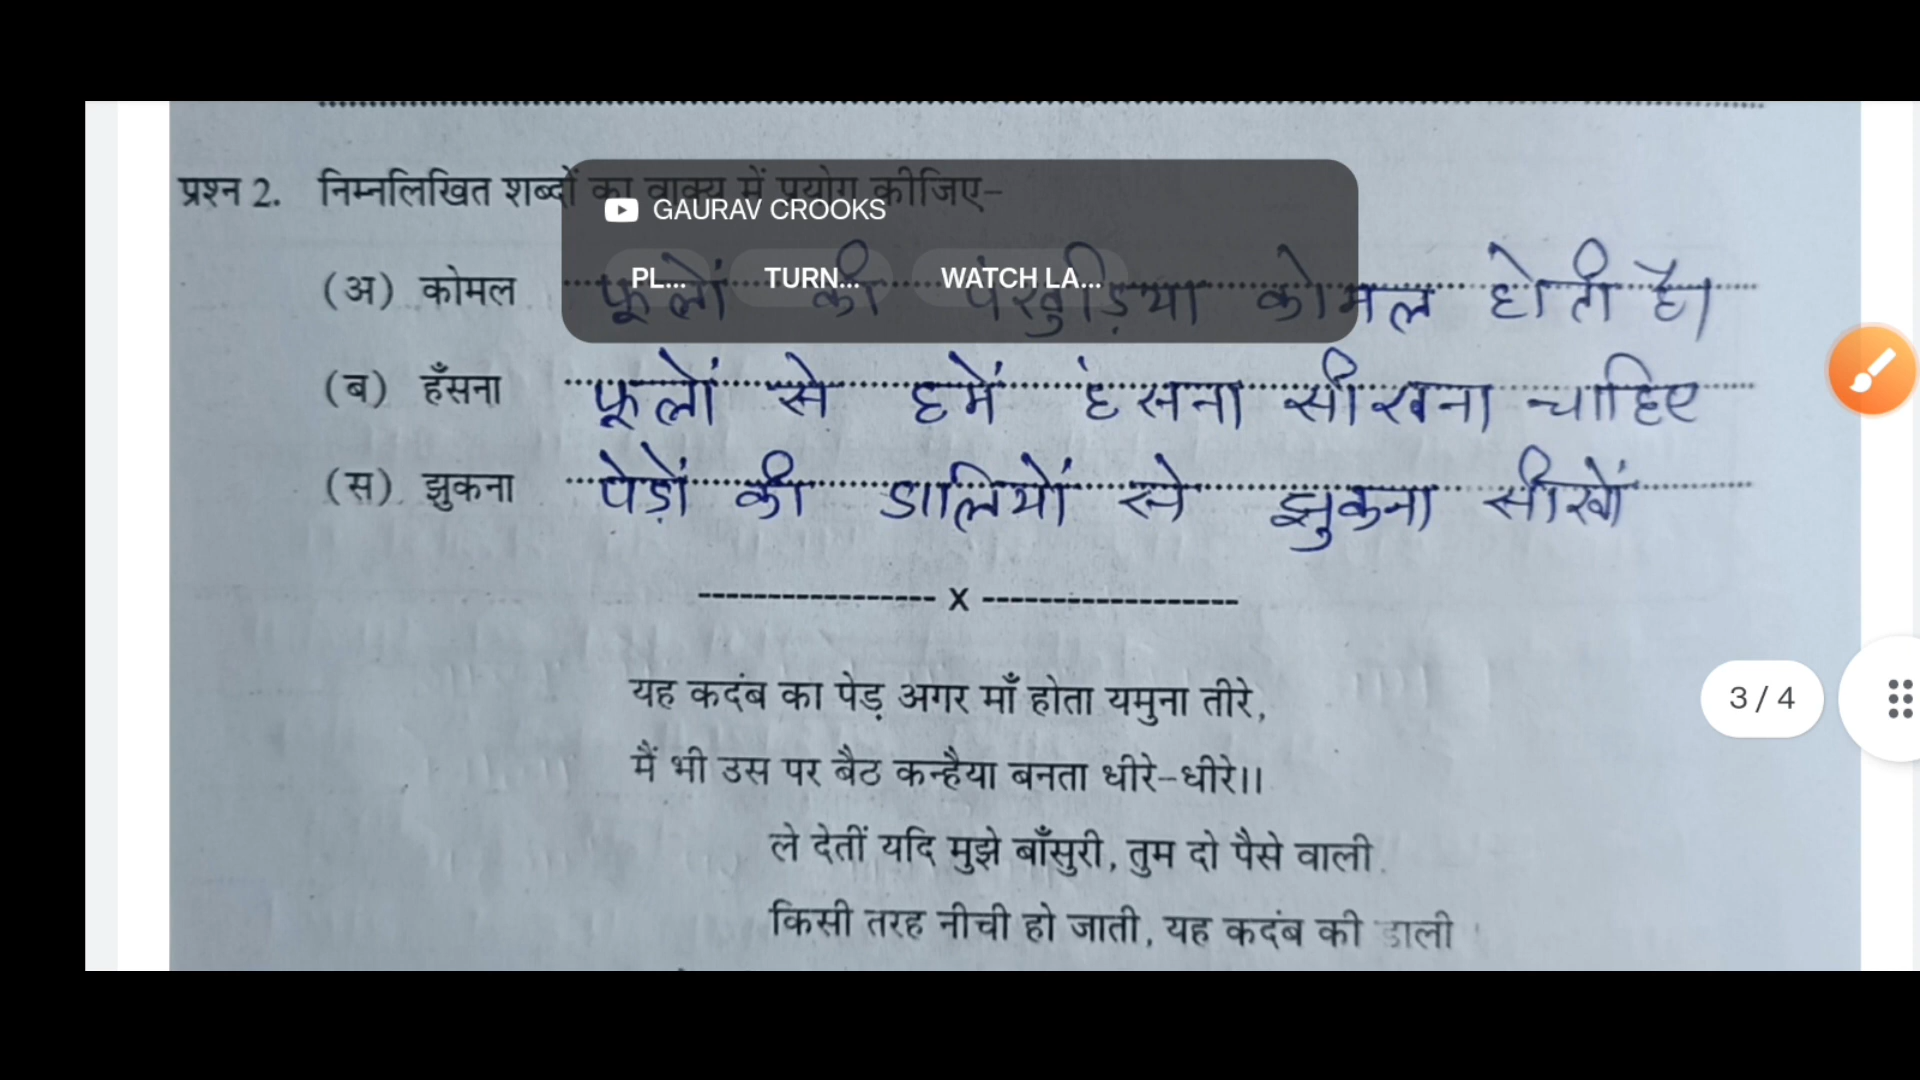 प्रश्न 2. निम्नलिखित शब्दों का वाक्य में प्रयोग कीजिए-
GAURAV CROOKS
PL... TURN... WATCH LA...
(अ) कोमल फूलों की पंखुड़िया कोमल होती है।
(ब) हँसना फूलों से हमें हंसना सीखना चाहिए
(स) झुकना पेड़ों की डालियों से झुकना सीखों
----------------- x ------------------
यह कदंब का पेड़ अगर माँ होता यमुना तीरे,
3 / 4
मैं भी उस पर बैठ कन्हैया बनता धीरे-धीरे।।
ले देतीं यदि मुझे बाँसुरी, तुम दो पैसे वाली
किसी तरह नीची हो जाती, यह कदंब की डाली